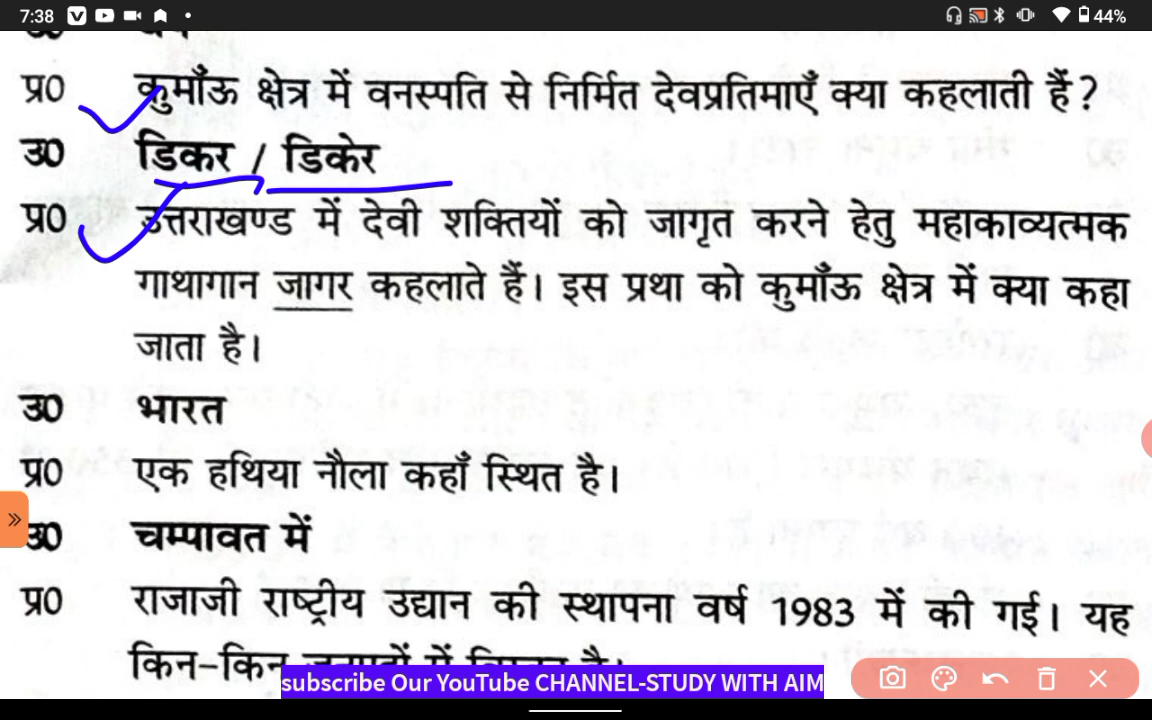 7:38
44%
प्र0 कुमाँऊ क्षेत्र में वनस्पति से निर्मित देवप्रतिमाएँ क्या कहलाती हैं?
उ0 डिकर / डिकेर
प्र0 उत्तराखण्ड में देवी शक्तियों को जागृत करने हेतु महाकाव्यत्मक
गाथागान जागर कहलाते हैं। इस प्रथा को कुमाँऊ क्षेत्र में क्या कहा
जाता है।
उ0 भारत
प्र0 एक हथिया नौला कहाँ स्थित है।
उ0 चम्पावत में
प्र0 राजाजी राष्ट्रीय उद्यान की स्थापना वर्ष 1983 में की गई। यह
किन-किन में है।
subscribe Our YouTube CHANNEL-STUDY WITH AIM